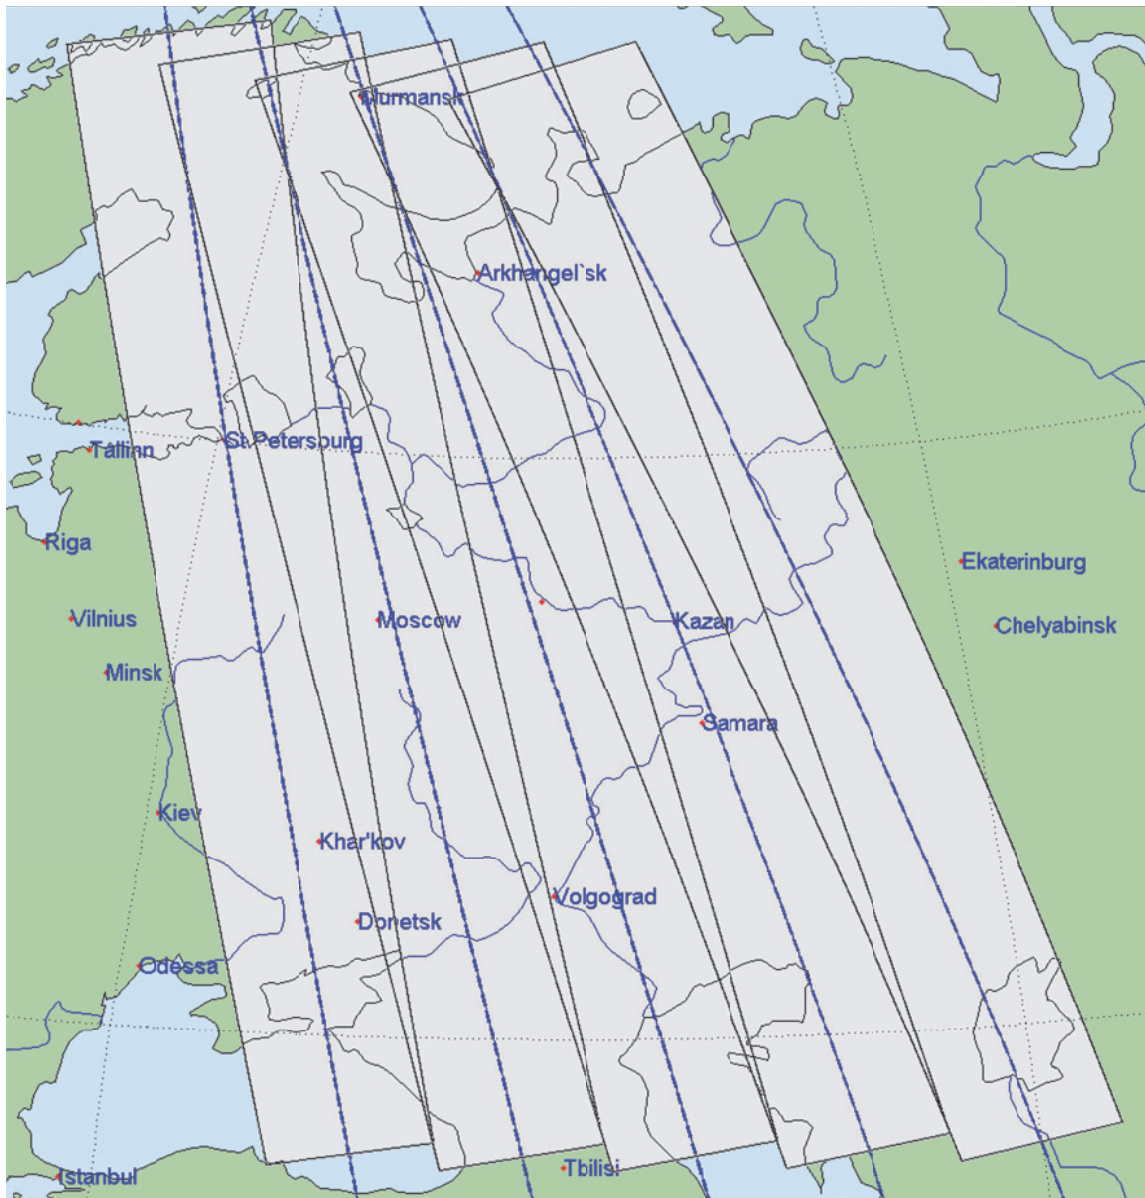 Murmansk
Arkhangel`sk
St.Petersburg
Tallinn
Riga
Ekaterinburg
Vilnius
Moscow
Kazan
Chelyabinsk
Minsk
Samara
Kiev
Khar'kov
Volgograd
Donetsk
Odessa
Tbilisi
Istanbul